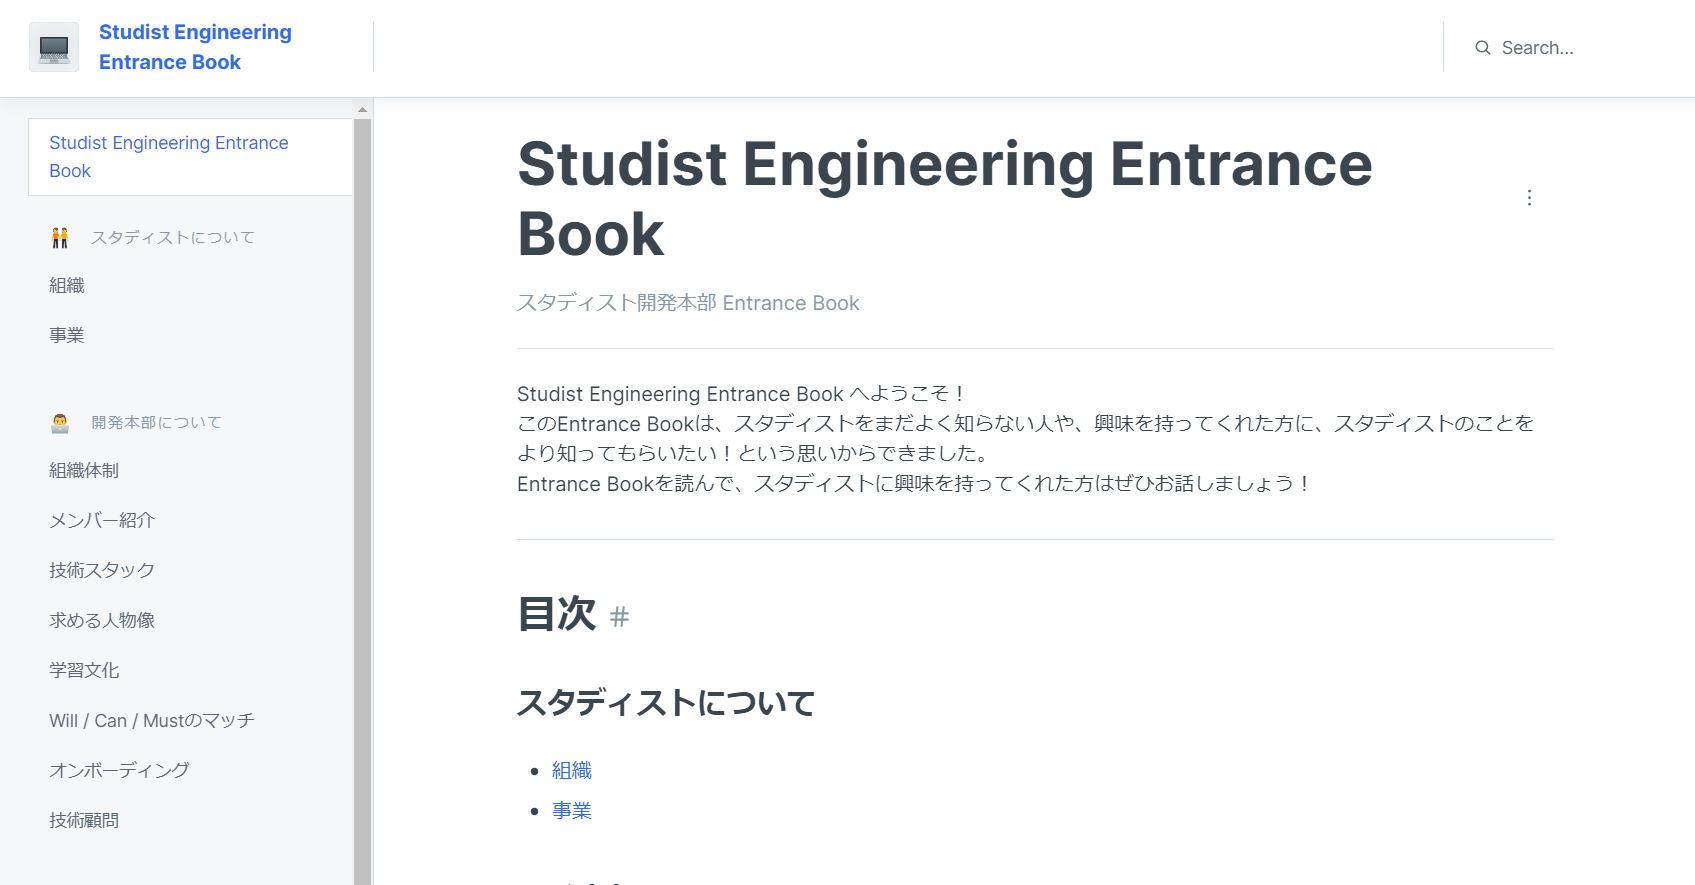 Studist Engineering
Entrance Book
Search...
Studist Engineering Entrance
Book
スタディストについて
組織
事業
開発本部について
組織体制
メンバー紹介
技術スタック
求める人物像
学習文化
Will / Can / Mustのマッチ
オンボーディング
技術顧問
Studist Engineering Entrance
Book
スタディスト開発本部 Entrance Book
Studist Engineering Entrance Book へようこそ！
このEntrance Bookは、スタディストをまだよく知らない人や、興味を持ってくれた方に、スタディストのことを
より知ってもらいたい！という思いからできました。
Entrance Bookを読んで、スタディストに興味を持ってくれた方はぜひお話しましょう！
目次 #
スタディストについて
• 組織
• 事業